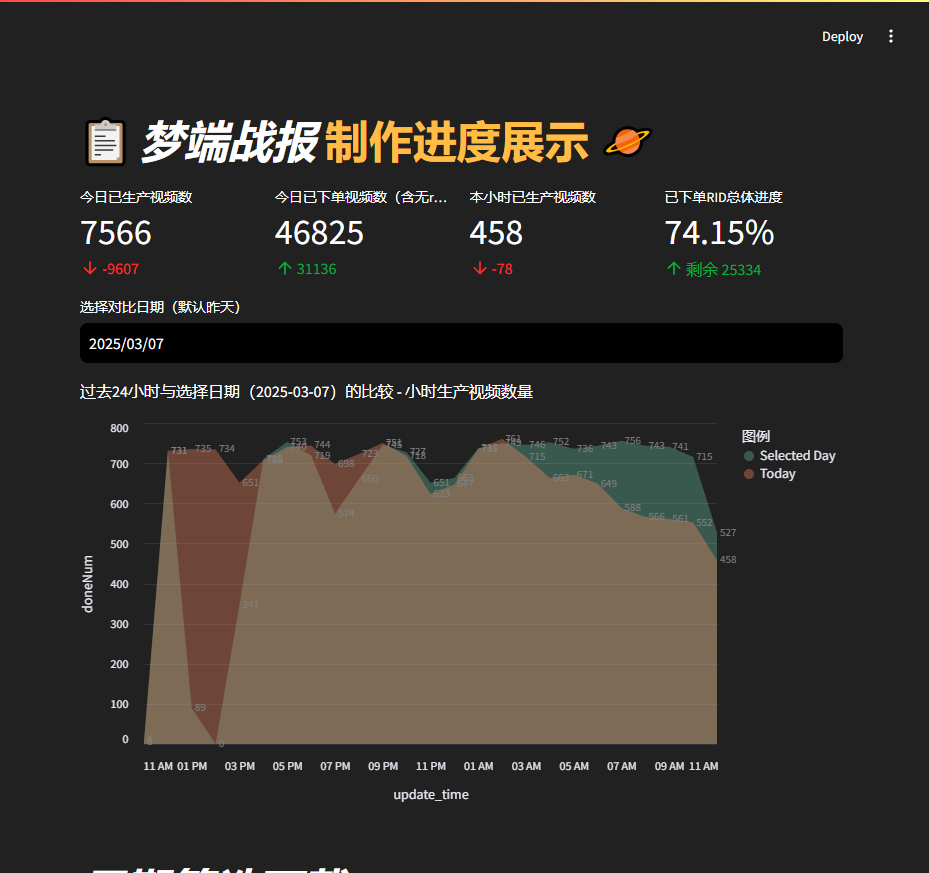 Deploy
梦端战报 制作进度展示
今日已生产视频数
7566
-9607
今日已下单视频数（含无r...
46825
31136
本小时已生产视频数
458
-78
已下单RID总体进度
74.15%
剩余 25334
选择对比日期（默认昨天）
2025/03/07
过去24小时与选择日期（2025-03-07）的比较 - 小时生产视频数量
图例
Selected Day
Today
doneNum
800
700
600
500
400
300
200
100
0
731 735 734 651 89 0 347
753 744 719 698 574 723 660 751
718 651 623 647
761 746 752 736 743 756 743 741 715 527
715 663 671 649 588 566 561 552 458
11 AM 01 PM 03 PM 05 PM 07 PM 09 PM 11 PM 01 AM 03 AM 05 AM 07 AM 09 AM 11 AM
update_time